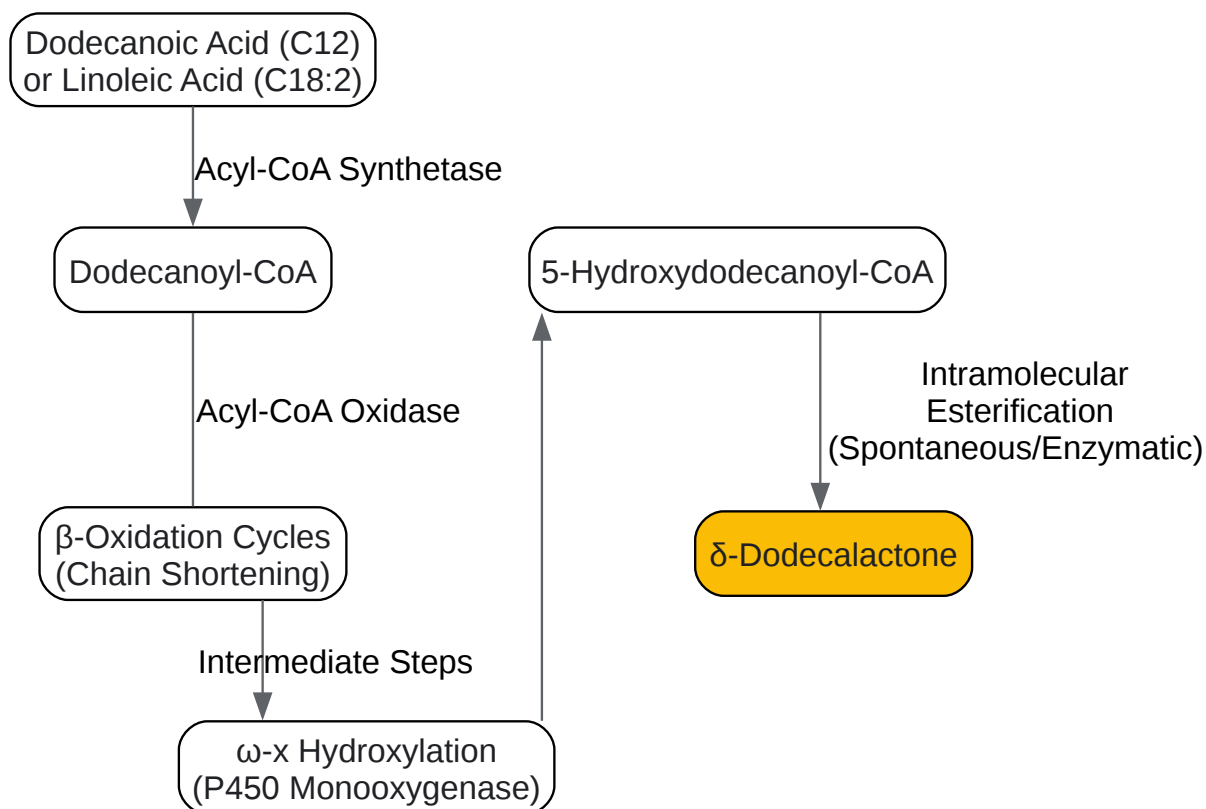 Dodecanoic Acid (C12)
or Linoleic Acid (C18:2)
Acyl-CoA Synthetase
Dodecanoyl-CoA
Acyl-CoA Oxidase
β-Oxidation Cycles
(Chain Shortening)
Intermediate Steps
ω-x Hydroxylation
(P450 Monooxygenase)
5-Hydroxydodecanoyl-CoA
Intramolecular
Esterification
(Spontaneous/Enzymatic)
δ-Dodecalactone